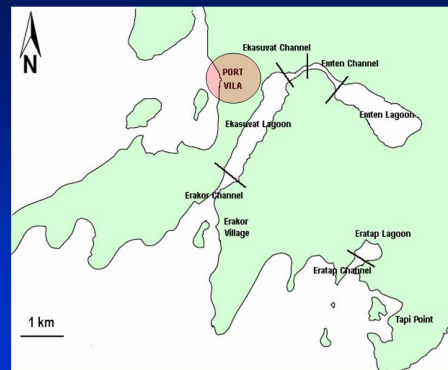 N
Ekasuvat Channel
Emten Channel
PORT
VILA
Ekasuvat Lagoon
Emten Lagoon
Erakor Channel
Erakor
Village
Eratap Lagoon
Eratap Channel
Tapi Point
1 km